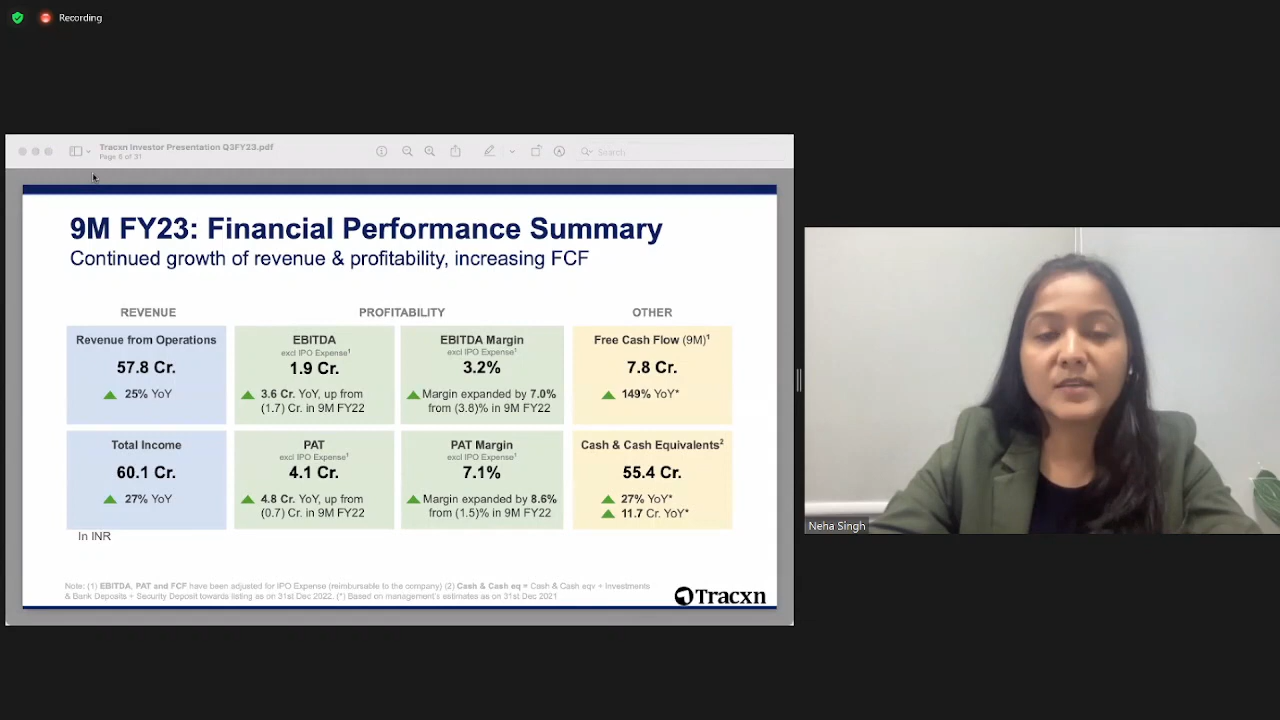 Recording
Tracxn Investor Presentation Q3FY23.pdf
Page 6 of 31
Search
9M FY23: Financial Performance Summary
Continued growth of revenue & profitability, increasing FCF
REVENUE
PROFITABILITY
OTHER
Revenue from Operations
57.8 Cr.
25% YoY
EBITDA
excl IPO Expense¹
1.9 Cr.
3.6 Cr. YoY, up from
(1.7) Cr. in 9M FY22
EBITDA Margin
excl IPO Expense¹
3.2%
Margin expanded by 7.0%
from (3.8)% in 9M FY22
Free Cash Flow (9M)¹
7.8 Cr.
149% YoY*
Total Income
60.1 Cr.
27% YoY
PAT
excl IPO Expense¹
4.1 Cr.
4.8 Cr. YoY, up from
(0.7) Cr. in 9M FY22
PAT Margin
excl IPO Expense¹
7.1%
Margin expanded by 8.6%
from (1.5)% in 9M FY22
Cash & Cash Equivalents²
55.4 Cr.
27% YoY*
11.7 Cr. YoY*
In INR
Note: (1) EBITDA, PAT and FCF have been adjusted for IPO Expense (reimbursable to the company) (2) Cash & Cash eq = Cash & Cash eqv + Investments
& Bank Deposits + Security Deposit towards listing as on 31st Dec 2022. (*) Based on management's estimates as on 31st Dec 2021
Tracxn
Neha Singh